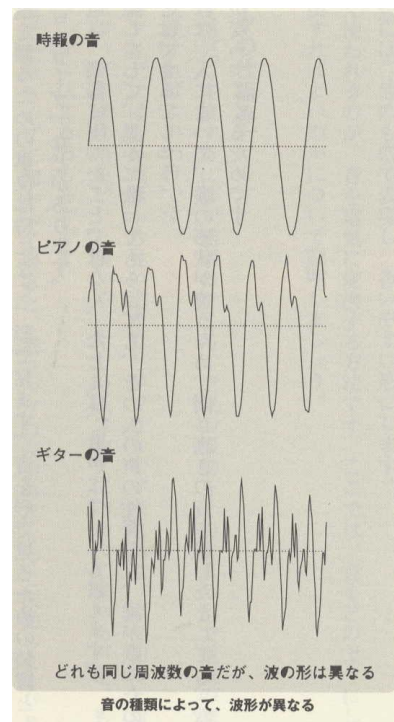 時報の音
ピアノの音
ギターの音
どれも同じ周波数の音だが、波の形は異なる
音の種類によって、波形が異なる